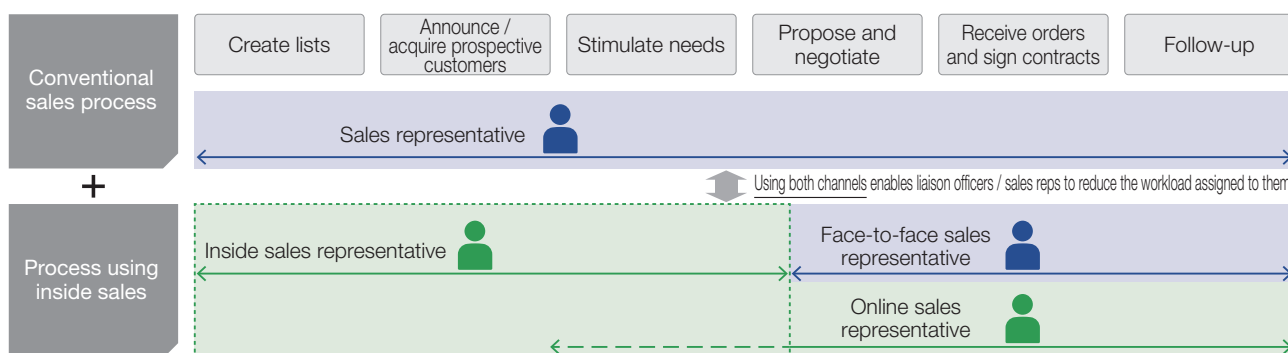 Conventional
sales process
Create lists
Announce /
acquire prospective
customers
Stimulate needs
Propose and
negotiate
Receive orders
and sign contracts
Follow-up
Sales representative
+
Using both channels enables liaison officers / sales reps to reduce the workload assigned to them
Process using
inside sales
Inside sales representative
Face-to-face sales
representative
Online sales
representative